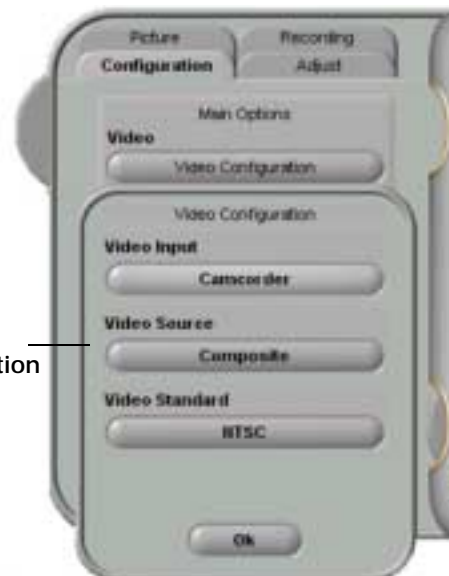 Picture Recording
Configuration Adjust
Main Options
Video
Video Configuration
Video Configuration
Video Input
Camcorder
Video Source
Composite
tion
Video Standard
NTSC
Ok